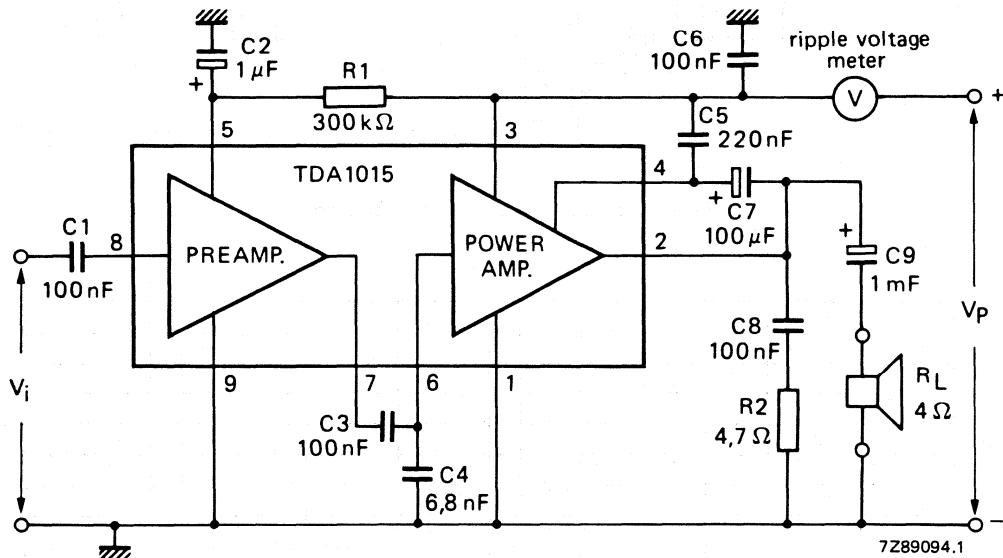 C2
1 µF
+
R1
300 kΩ
C6
100 nF
ripple voltage
meter
V
+
5
3
C5
220 nF
TDA1015
4
+
C7
100 µF
C1
100 nF
8
PREAMP.
POWER
AMP.
2
+
C9
1 mF
C8
100 nF
VP
Vi
9
7
6
1
C3
100 nF
R2
4,7 Ω
RL
4 Ω
C4
6,8 nF
−
7Z89094.1